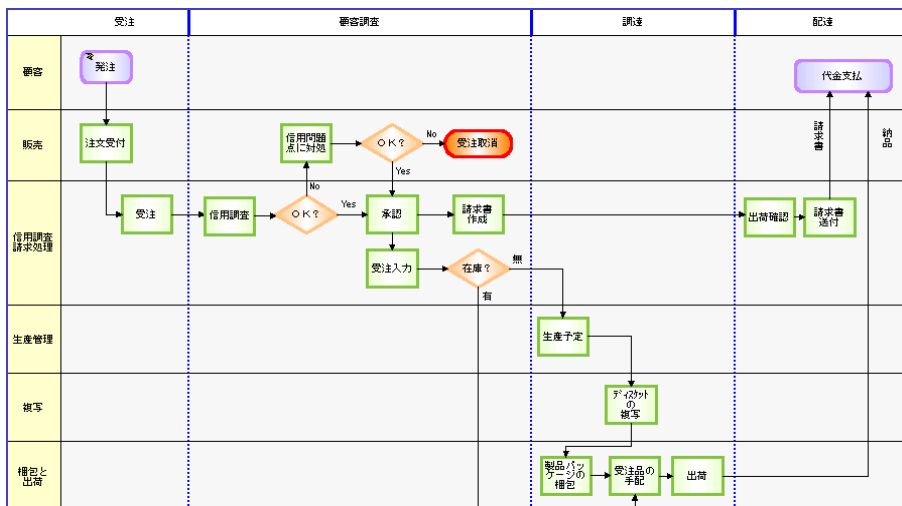 受注
顧客調査
調達
配達
顧客
発注
代金支払
請求書
納品
販売
注文受付
信用問題
点に対処
OK?
No
受注取消
Yes
No
信用調査
請求処理
受注
信用調査
OK?
Yes
承認
請求書
作成
出荷確認
請求書
送付
受注入力
在庫?
無
有
生産管理
生産予定
複写
ディスケット
の
複写
梱包と
出荷
製品パッ
ケージの
梱包
受注品の
手配
出荷